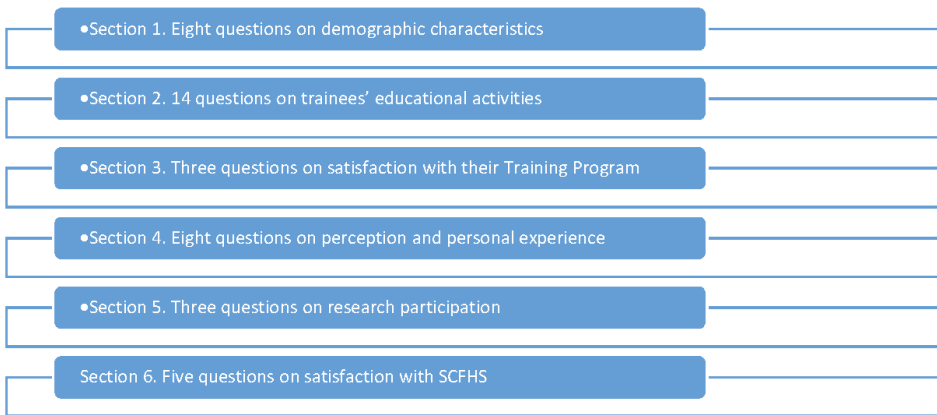 •Section 1. Eight questions on demographic characteristics
•Section 2. 14 questions on trainees’ educational activities
•Section 3. Three questions on satisfaction with their Training Program
•Section 4. Eight questions on perception and personal experience
•Section 5. Three questions on research participation
Section 6. Five questions on satisfaction with SCFHS